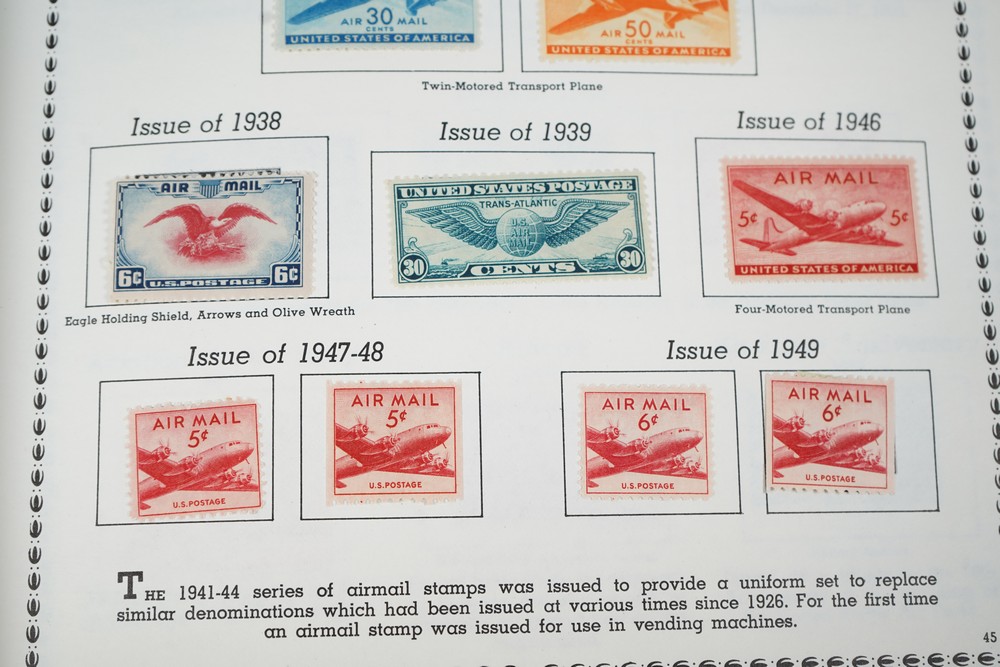 AIR 30 MAIL
CENTS
UNITED STATES OF AMERICA
AIR 50 MAIL
CENTS
UNITED STATES OF AMERICA
Twin-Motored Transport Plane
Issue of 1938
Issue of 1939
Issue of 1946
AIR MAIL
6¢ U.S. POSTAGE 6¢
UNITED STATES POSTAGE
TRANS-ATLANTIC
U.S.
AIR
MAIL
30 CENTS 30
AIR MAIL
5¢ 5¢
UNITED STATES OF AMERICA
Eagle Holding Shield, Arrows and Olive Wreath
Four-Motored Transport Plane
Issue of 1947-48
Issue of 1949
AIR MAIL
5¢
U.S. POSTAGE
AIR MAIL
5¢
U.S. POSTAGE
AIR MAIL
6¢
U.S. POSTAGE
AIR MAIL
6¢
U.S. POSTAGE
THE 1941-44 series of airmail stamps was issued to provide a uniform set to replace
similar denominations which had been issued at various times since 1926. For the first time
an airmail stamp was issued for use in vending machines.
45